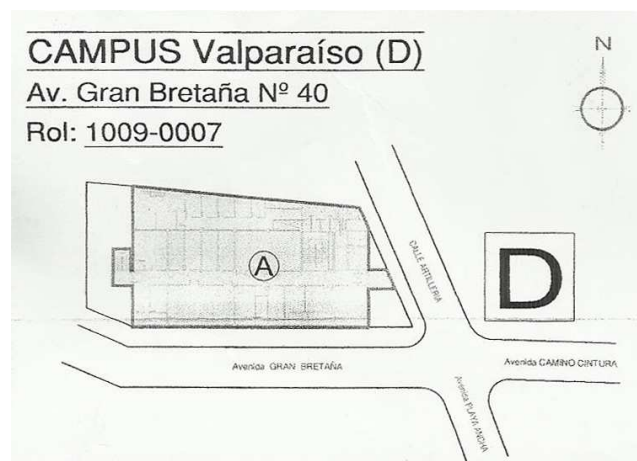 CAMPUS Valparaíso (D)
Av. Gran Bretaña Nº 40
Rol: 1009-0007
N
A
CALLE ARTILLERIA
D
Avenida GRAN BRETAÑA
Avenida CAMINO CINTURA
Avenida PLAYA ANCHA